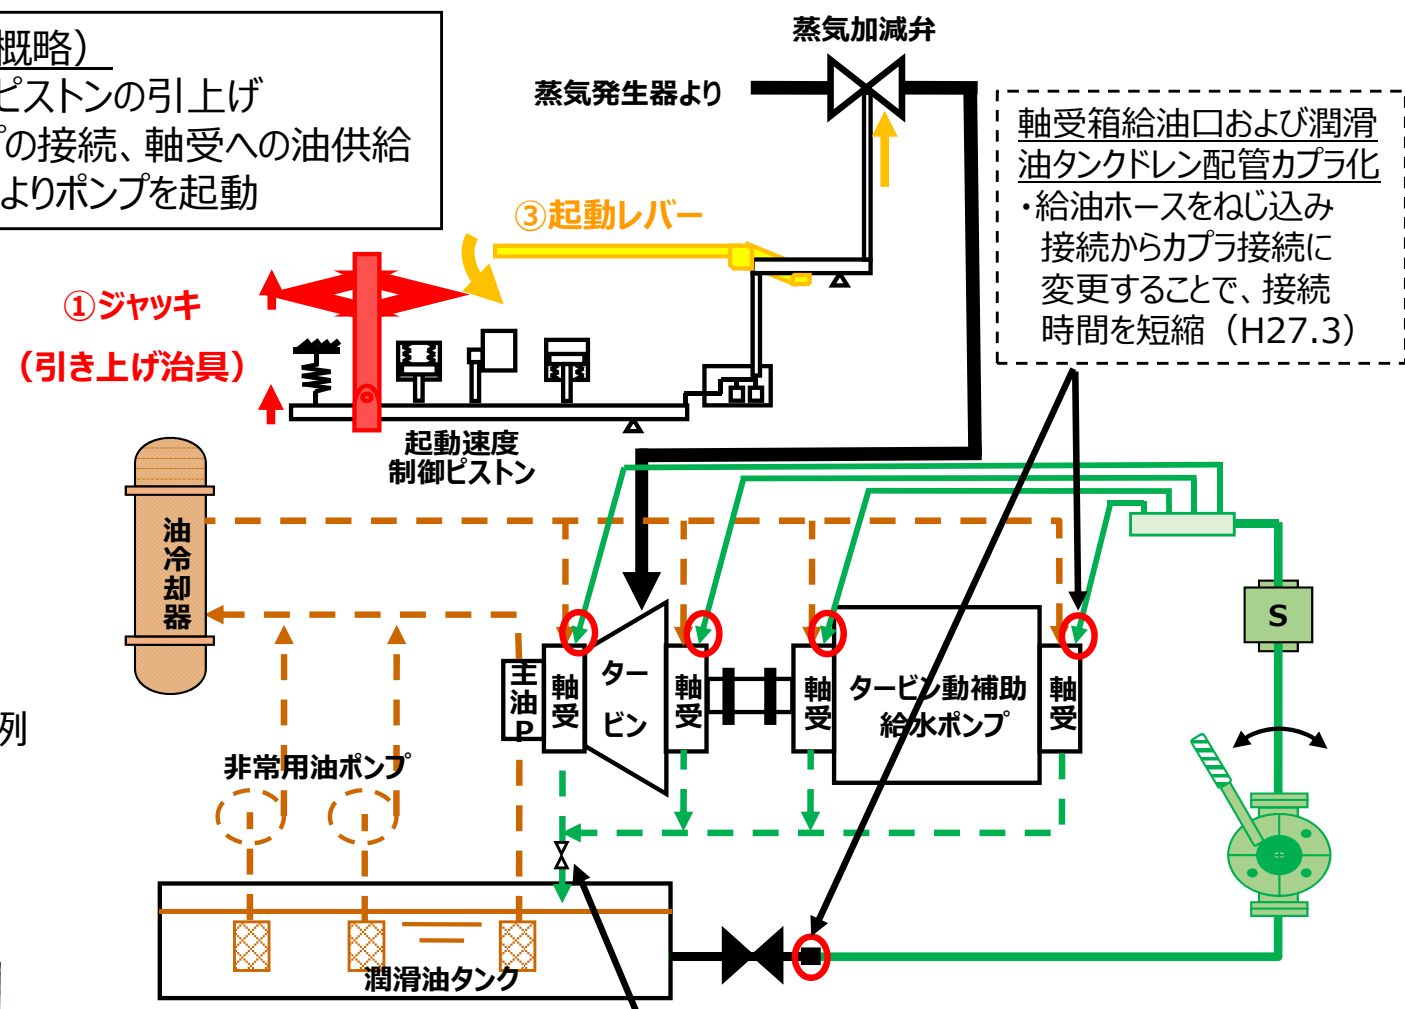 概略）
ピストンの引上げ
の接続、軸受への油供給
よりポンプを起動
蒸気加減弁
蒸気発生器より
軸受箱給油口および潤滑
油タンクドレン配管カプラ化
・給油ホースをねじ込み
接続からカプラ接続に
変更することで、接続
時間を短縮（H27.3）
③起動レバー
①ジャッキ
（引き上げ治具）
起動速度
制御ピストン
油冷却器
S
主油P
軸受
タービン
軸受
軸受
タービン動補助
給水ポンプ
軸受
列
非常用油ポンプ
潤滑油タンク